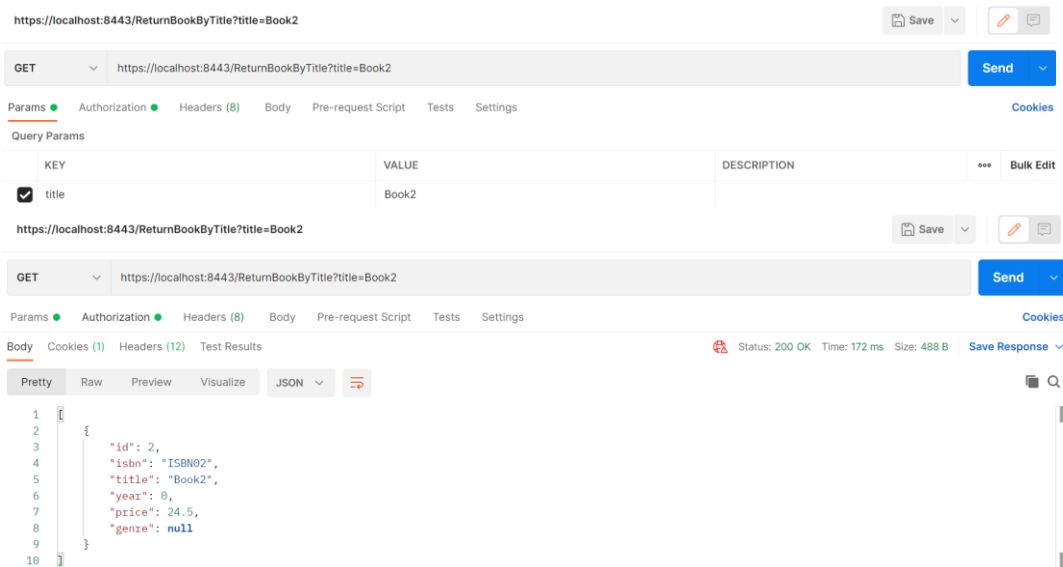 https://localhost:8443/ReturnBookByTitle?title=Book2 Save
GET https://localhost:8443/ReturnBookByTitle?title=Book2 Send
Params Authorization Headers (8) Body Pre-request Script Tests Settings Cookies
Query Params
KEY VALUE DESCRIPTION ooo Bulk Edit
title Book2
https://localhost:8443/ReturnBookByTitle?title=Book2 Save
GET https://localhost:8443/ReturnBookByTitle?title=Book2 Send
Params Authorization Headers (8) Body Pre-request Script Tests Settings Cookies
Body Cookies (1) Headers (12) Test Results Status: 200 OK Time: 172 ms Size: 488 B Save Response
Pretty Raw Preview Visualize JSON
1 [
2 {
3 "id": 2,
4 "isbn": "ISBN02",
5 "title": "Book2",
6 "year": 0,
7 "price": 24.5,
8 "genre": null
9 }
10 ]